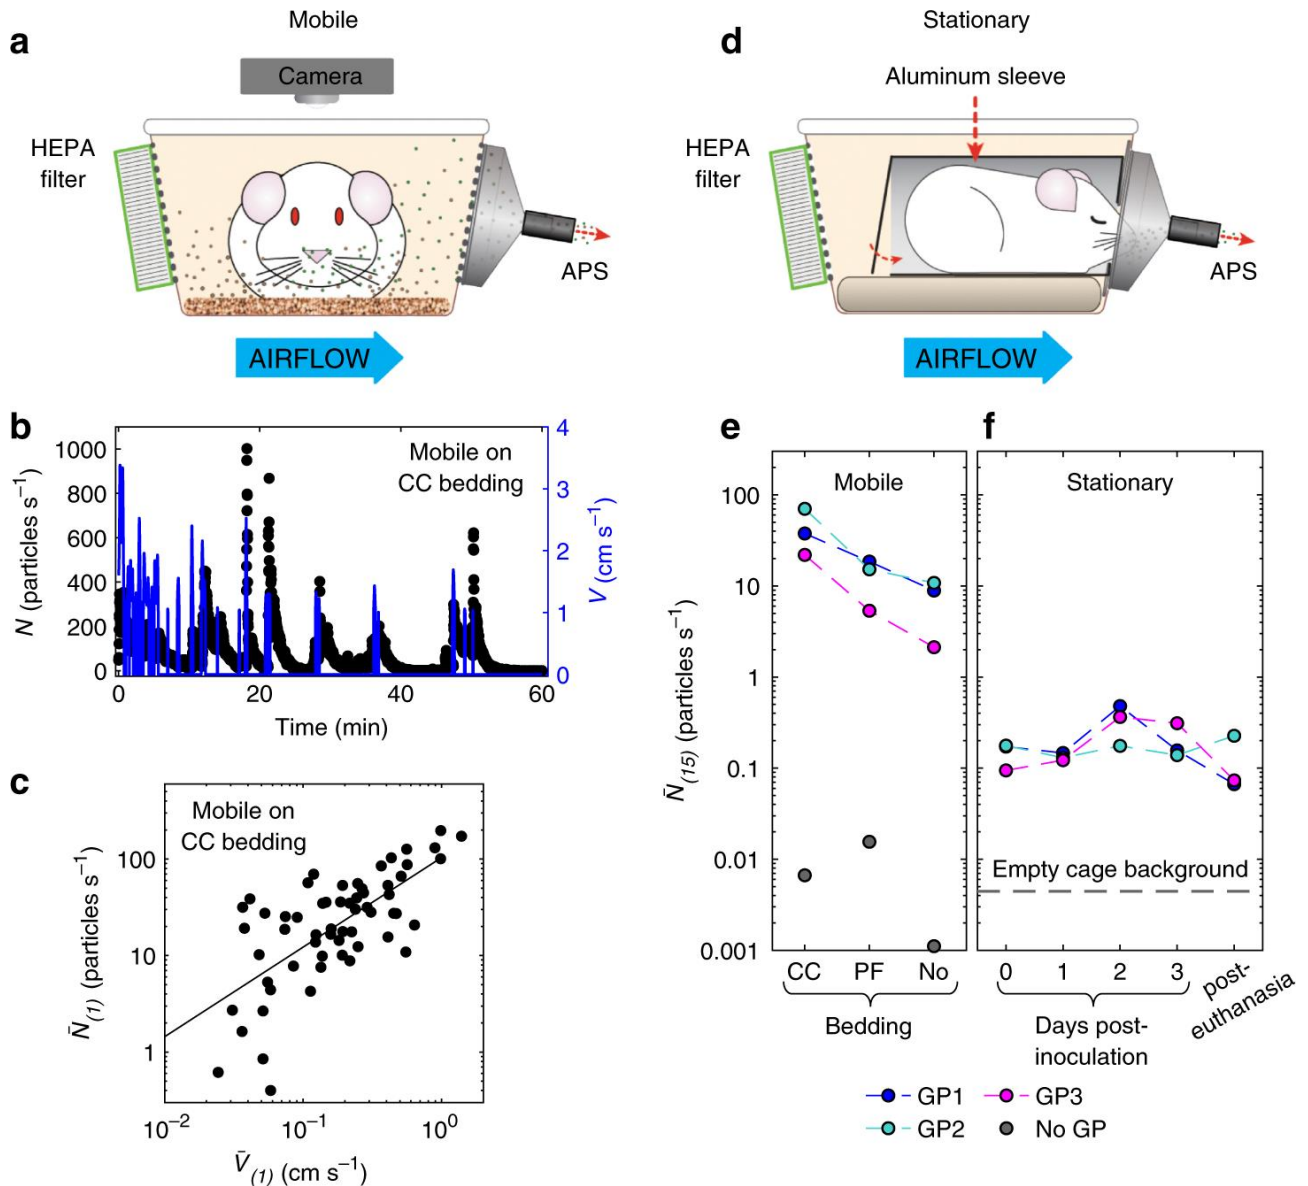 a
Mobile
Camera
HEPA
filter
APS
AIRFLOW
d
Stationary
Aluminum sleeve
HEPA
filter
APS
AIRFLOW
b
Mobile on
CC bedding
N (particles s⁻¹)
1000
800
600
400
200
0
4
3
2
1
0
V (cm s⁻¹)
0 20 40 60
Time (min)
c
Mobile on
CC bedding
N̄(1) (particles s⁻¹)
100
10
1
10⁻² 10⁻¹ 10⁰
V̄(1) (cm s⁻¹)
e
Mobile
N̄(15) (particles s⁻¹)
100
10
1
0.1
0.01
0.001
CC PF No
Bedding
f
Stationary
Empty cage background
0 1 2 3 post-
euthanasia
Days post-
inoculation
GP1 GP3
GP2 No GP